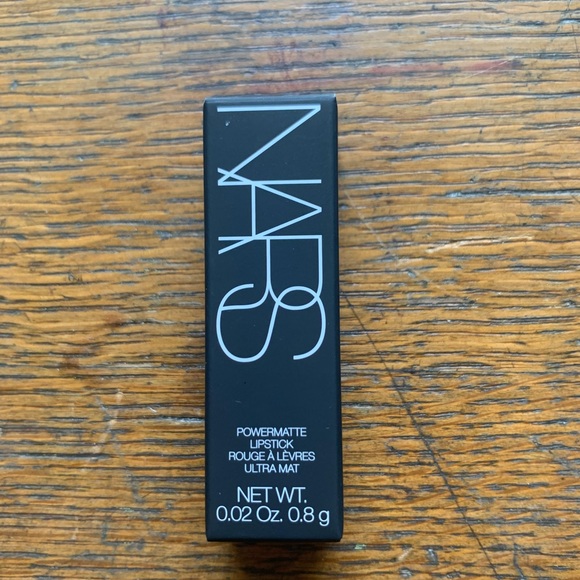 NARS
POWERMATTE
LIPSTICK
ROUGE À LÈVRES
ULTRA MAT
NET WT.
0.02 Oz. 0.8 g